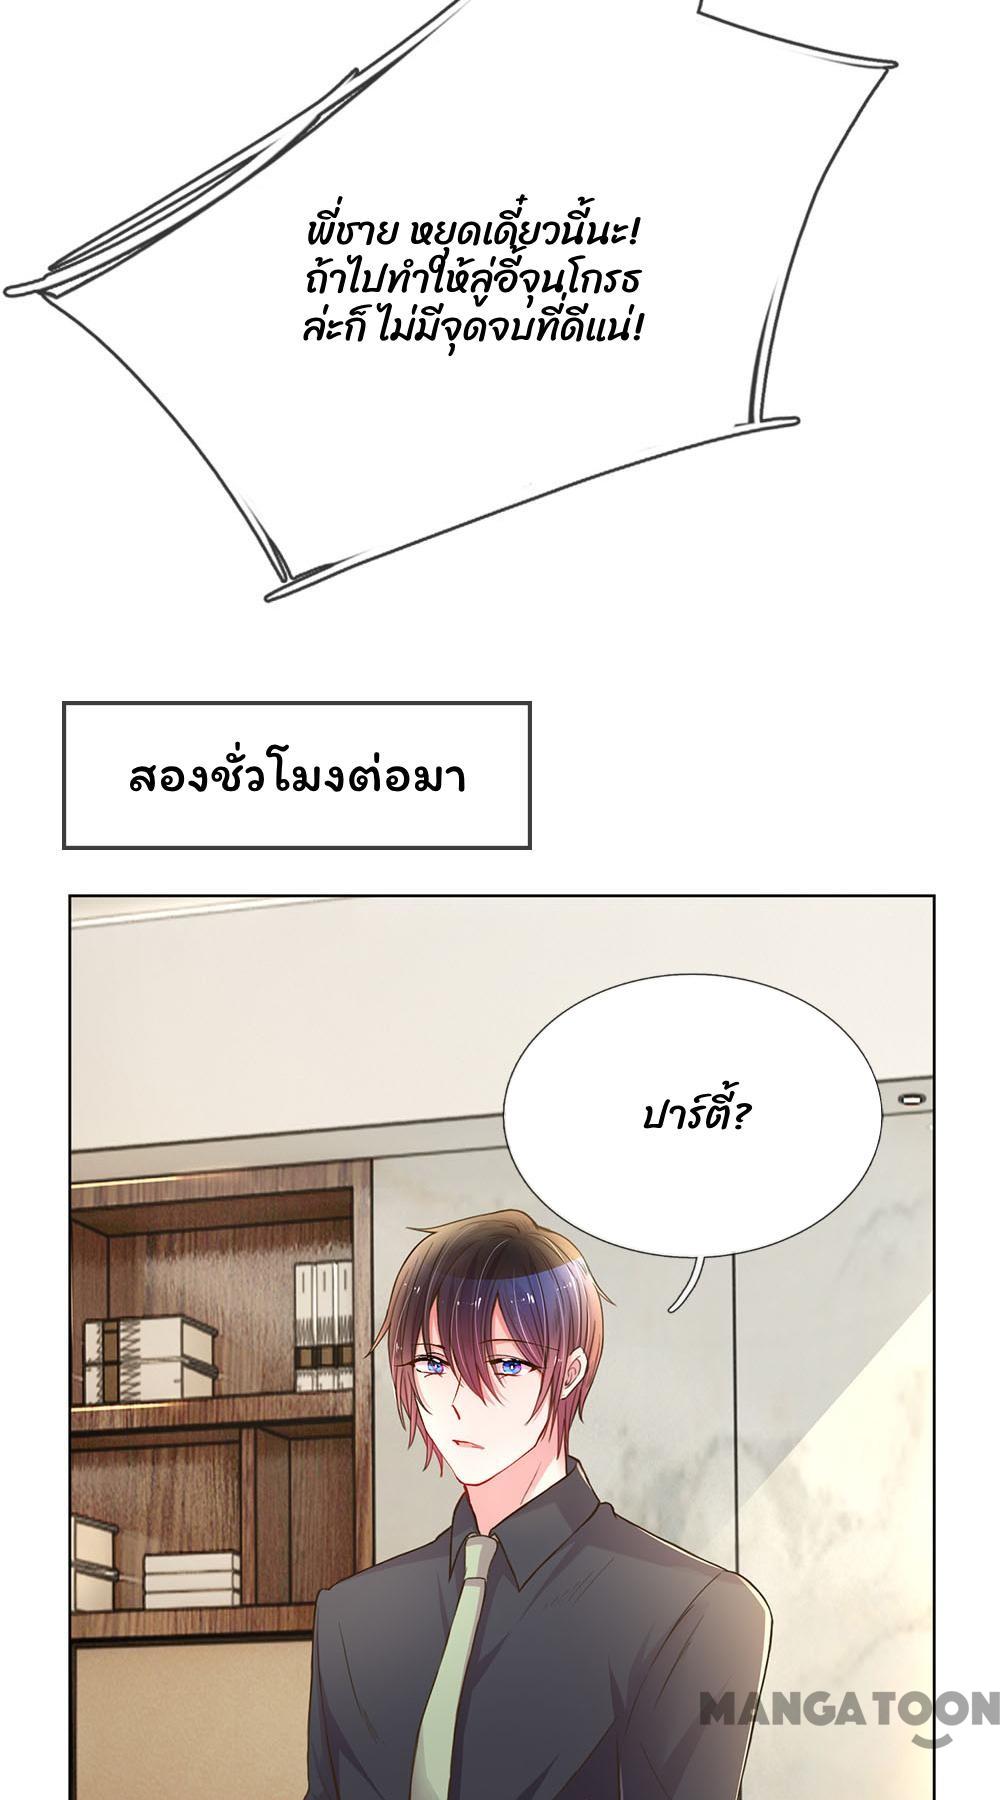 พี่ชาย หยุดเดี๋ยวนี้นะ!
ถ้าไปทำให้ลู่อี้จุนโกรธ
ล่ะก็ ไม่มีจุดจบที่ดีแน่!
สองชั่วโมงต่อมา
ปาร์ตี้?
MANGATOON